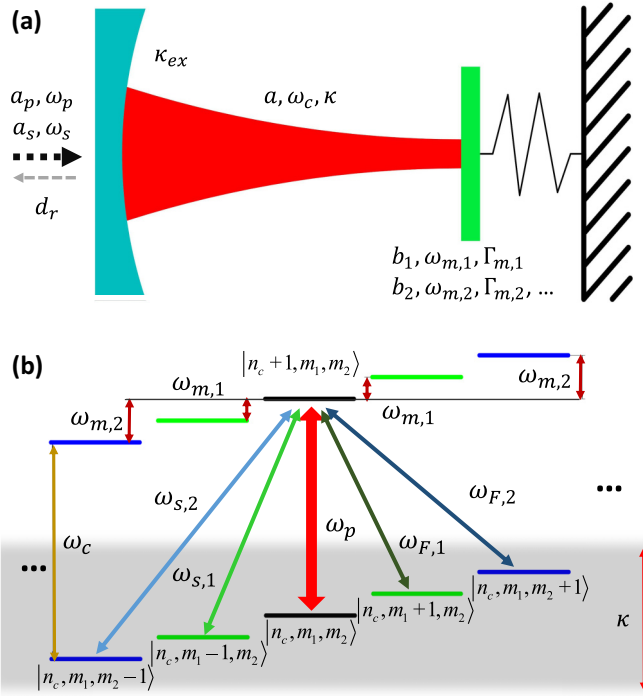 (a)
κ_ex
a_p, ω_p
a_s, ω_s
a, ω_c, κ
d_r
b_1, ω_{m,1}, Γ_{m,1}
b_2, ω_{m,2}, Γ_{m,2}, ...
(b)
|n_c + 1, m_1, m_2⟩
ω_{m,2}
ω_{m,1}
ω_{m,1}
ω_{m,2}
ω_{s,2}
ω_{F,2}
...
ω_c
ω_p
ω_{s,1}
ω_{F,1}
...
|n_c, m_1, m_2 + 1⟩
|n_c, m_1 + 1, m_2⟩
κ
|n_c, m_1, m_2⟩
|n_c, m_1 − 1, m_2⟩
|n_c, m_1, m_2 − 1⟩